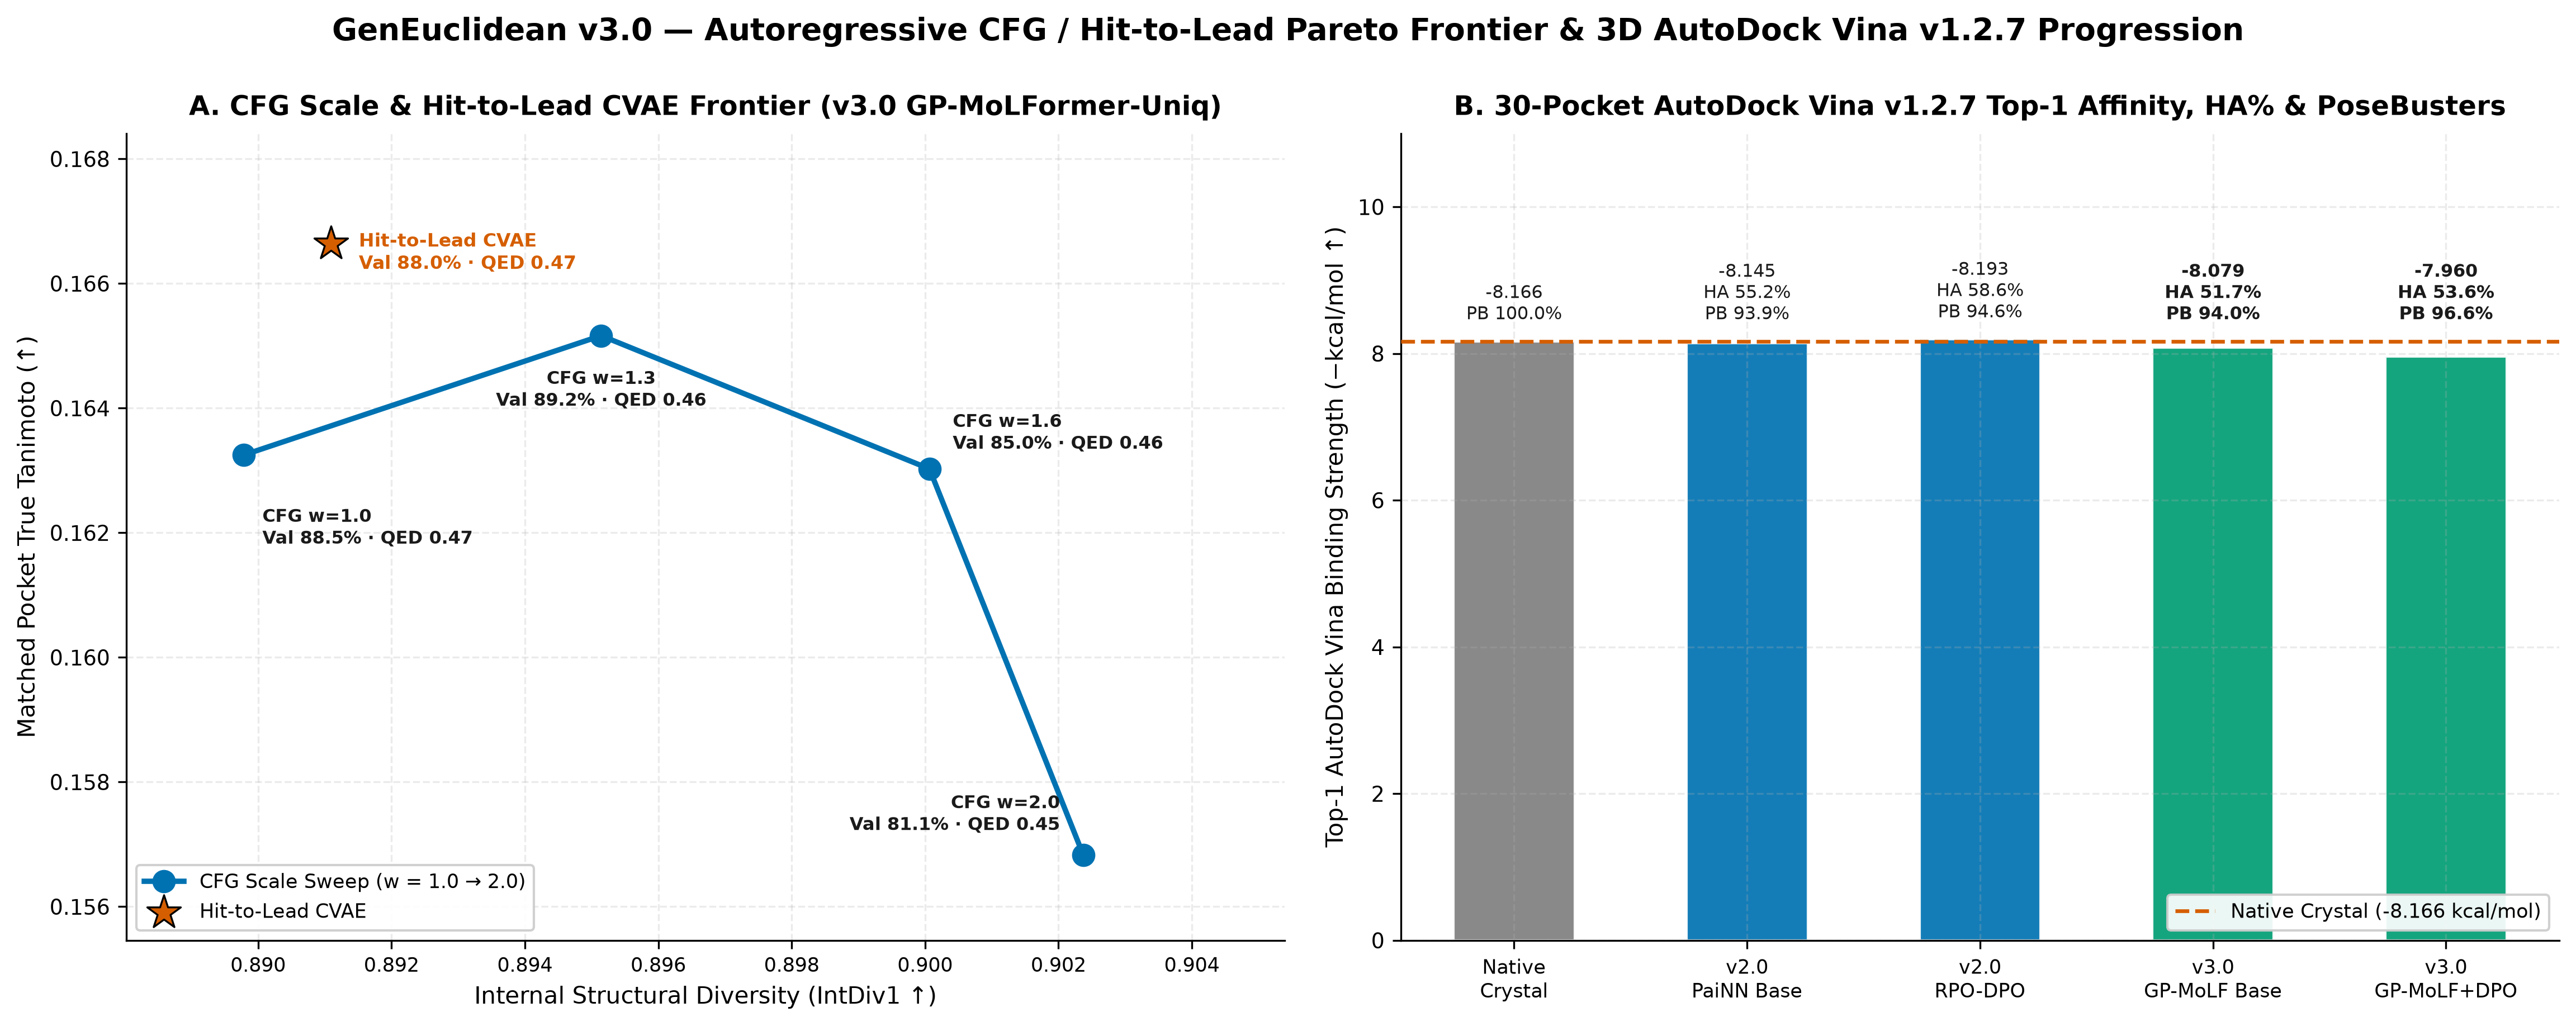 GenEuclidean v3.0 — Autoregressive CFG / Hit-to-Lead Pareto Frontier & 3D AutoDock Vina v1.2.7 Progression
A. CFG Scale & Hit-to-Lead CVAE Frontier (v3.0 GP-MoLFormer-Uniq)
Matched Pocket True Tanimoto (↑)
0.168
0.166
0.164
0.162
0.160
0.158
0.156
Hit-to-Lead CVAE
Val 88.0% · QED 0.47
CFG w=1.3
Val 89.2% · QED 0.46
CFG w=1.6
Val 85.0% · QED 0.46
CFG w=1.0
Val 88.5% · QED 0.47
CFG w=2.0
Val 81.1% · QED 0.45
CFG Scale Sweep (w = 1.0 → 2.0)
Hit-to-Lead CVAE
0.890 0.892 0.894 0.896 0.898 0.900 0.902 0.904
Internal Structural Diversity (IntDiv1 ↑)
B. 30-Pocket AutoDock Vina v1.2.7 Top-1 Affinity, HA% & PoseBusters
Top-1 AutoDock Vina Binding Strength (−kcal/mol ↑)
10
8
6
4
2
0
-8.166
PB 100.0%
-8.145
HA 55.2%
PB 93.9%
-8.193
HA 58.6%
PB 94.6%
-8.079
HA 51.7%
PB 94.0%
-7.960
HA 53.6%
PB 96.6%
Native Crystal (-8.166 kcal/mol)
Native
Crystal
v2.0
PaiNN Base
v2.0
RPO-DPO
v3.0
GP-MoLF Base
v3.0
GP-MoLF+DPO